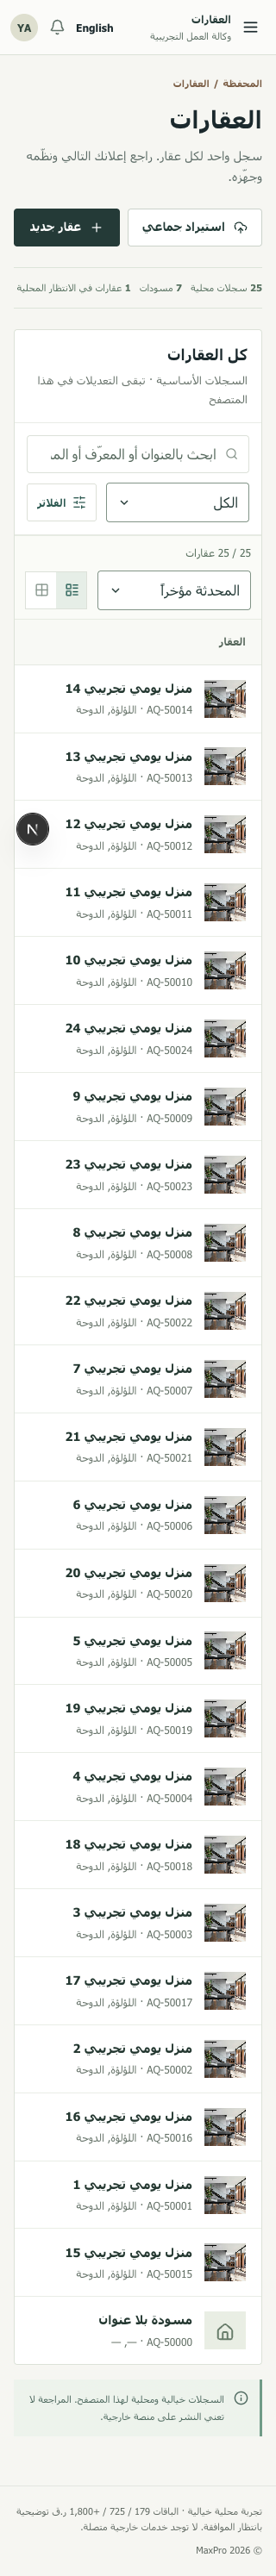 العقارات
وكالة العمل التجريبية
English
YA
المحفظة / العقارات
العقارات
سجل واحد لكل عقار. راجع إعلانك التالي ونظّمه
وجهّزه.
استيراد جماعي
عقار جديد
25 سجلات محلية 7 مسودات 1 عقارات في الانتظار المحلية
كل العقارات
السجلات الأساسية · تبقى التعديلات في هذا
المتصفح
ابحث بالعنوان أو المعرّف أو المـ
الكل
الفلاتر
25 / 25 عقارات
المحدثة مؤخراً
العقار
منزل يومي تجريبي 14
AQ-50014 · اللؤلؤة, الدوحة
منزل يومي تجريبي 13
AQ-50013 · اللؤلؤة, الدوحة
منزل يومي تجريبي 12
AQ-50012 · اللؤلؤة, الدوحة
N
منزل يومي تجريبي 11
AQ-50011 · اللؤلؤة, الدوحة
منزل يومي تجريبي 10
AQ-50010 · اللؤلؤة, الدوحة
منزل يومي تجريبي 24
AQ-50024 · اللؤلؤة, الدوحة
منزل يومي تجريبي 9
AQ-50009 · اللؤلؤة, الدوحة
منزل يومي تجريبي 23
AQ-50023 · اللؤلؤة, الدوحة
منزل يومي تجريبي 8
AQ-50008 · اللؤلؤة, الدوحة
منزل يومي تجريبي 22
AQ-50022 · اللؤلؤة, الدوحة
منزل يومي تجريبي 7
AQ-50007 · اللؤلؤة, الدوحة
منزل يومي تجريبي 21
AQ-50021 · اللؤلؤة, الدوحة
منزل يومي تجريبي 6
AQ-50006 · اللؤلؤة, الدوحة
منزل يومي تجريبي 20
AQ-50020 · اللؤلؤة, الدوحة
منزل يومي تجريبي 5
AQ-50005 · اللؤلؤة, الدوحة
منزل يومي تجريبي 19
AQ-50019 · اللؤلؤة, الدوحة
منزل يومي تجريبي 4
AQ-50004 · اللؤلؤة, الدوحة
منزل يومي تجريبي 18
AQ-50018 · اللؤلؤة, الدوحة
منزل يومي تجريبي 3
AQ-50003 · اللؤلؤة, الدوحة
منزل يومي تجريبي 17
AQ-50017 · اللؤلؤة, الدوحة
منزل يومي تجريبي 2
AQ-50002 · اللؤلؤة, الدوحة
منزل يومي تجريبي 16
AQ-50016 · اللؤلؤة, الدوحة
منزل يومي تجريبي 1
AQ-50001 · اللؤلؤة, الدوحة
منزل يومي تجريبي 15
AQ-50015 · اللؤلؤة, الدوحة
مسودة بلا عنوان
AQ-50000 · —, —
السجلات خيالية ومحلية لهذا المتصفح. المراجعة لا
تعني النشر على منصة خارجية.
تجربة محلية خيالية · الباقات 179 / 725 / +1,800 ر.ق توضيحية
بانتظار الموافقة. لا توجد خدمات خارجية متصلة.
© 2026 MaxPro